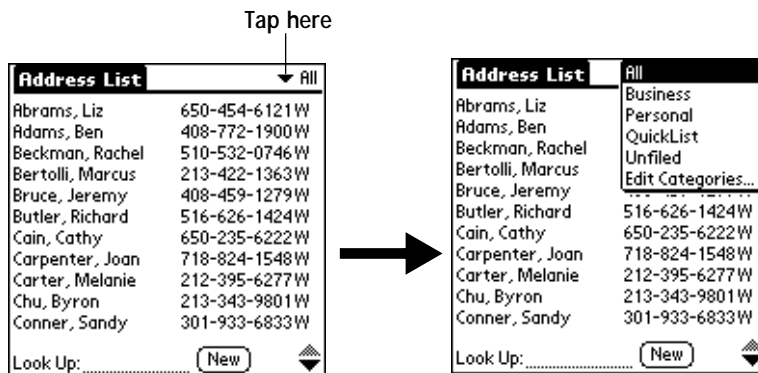 Tap here
Address List All
Abrams, Liz 650-454-6121W
Adams, Ben 408-772-1900W
Beckman, Rachel 510-532-0746W
Bertolli, Marcus 213-422-1363W
Bruce, Jeremy 408-459-1279W
Butler, Richard 516-626-1424W
Cain, Cathy 650-235-6222W
Carpenter, Joan 718-824-1548W
Carter, Melanie 212-395-6277W
Chu, Byron 213-343-9801W
Conner, Sandy 301-933-6833W
Look Up: New
Address List
All
Business
Personal
QuickList
Unfiled
Edit Categories...
Abrams, Liz
Adams, Ben
Beckman, Rachel
Bertolli, Marcus
Bruce, Jeremy
Butler, Richard 516-626-1424W
Cain, Cathy 650-235-6222W
Carpenter, Joan 718-824-1548W
Carter, Melanie 212-395-6277W
Chu, Byron 213-343-9801W
Conner, Sandy 301-933-6833W
Look Up: New